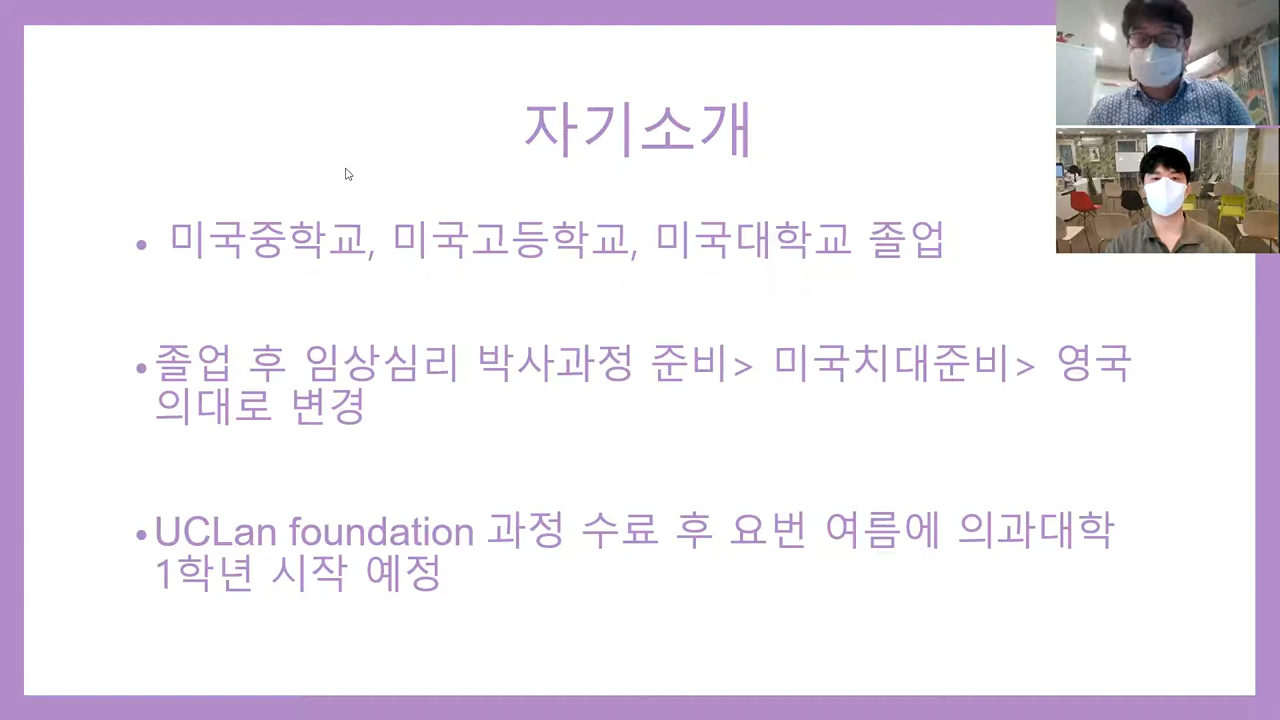 자기소개
• 미국중학교, 미국고등학교, 미국대학교 졸업
• 졸업 후 임상심리 박사과정 준비> 미국치대준비> 영국
의대로 변경
• UCLan foundation 과정 수료 후 요번 여름에 의과대학
1학년 시작 예정